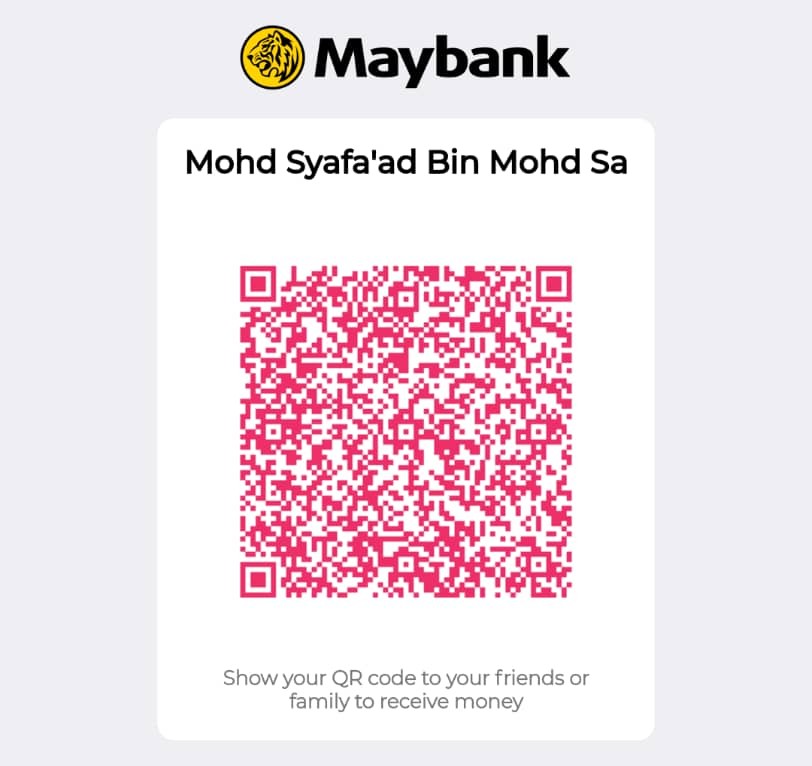 Maybank
Mohd Syafa'ad Bin Mohd Sa
Show your QR code to your friends or
family to receive money